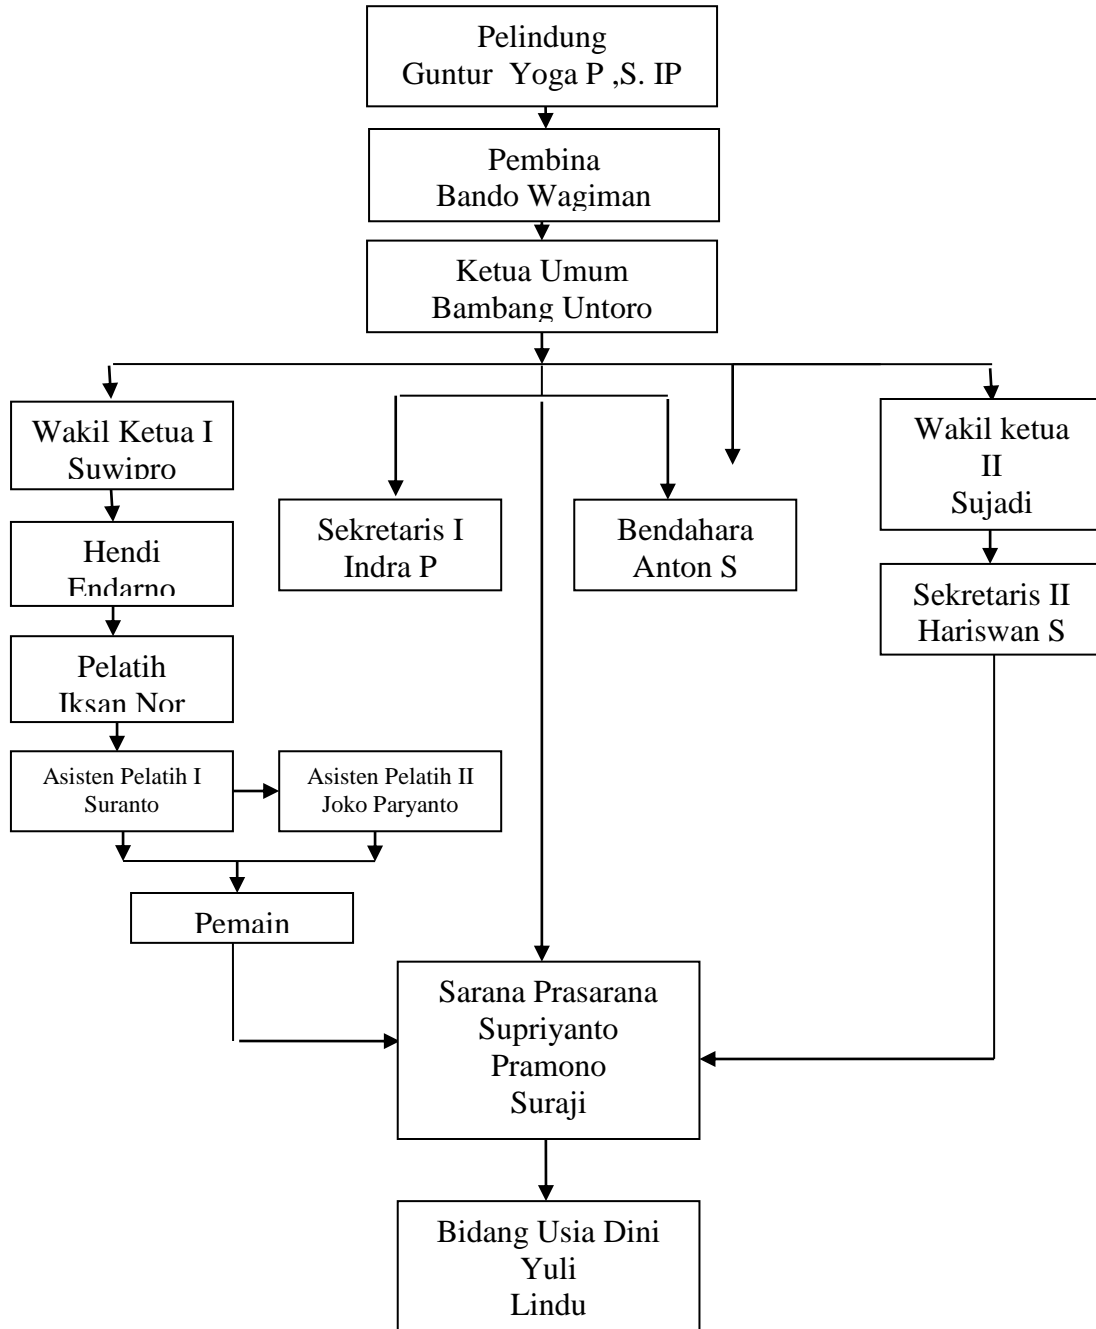 Pelindung
Guntur Yoga P ,S. IP
Pembina
Bando Wagiman
Ketua Umum
Bambang Untoro
Wakil Ketua I
Suwipro
Wakil ketua
II
Sujadi
Sekretaris I
Indra P
Bendahara
Anton S
Hendi
Endarno
Sekretaris II
Hariswan S
Pelatih
Iksan Nor
Asisten Pelatih I
Suranto
Asisten Pelatih II
Joko Paryanto
Pemain
Sarana Prasarana
Supriyanto
Pramono
Suraji
Bidang Usia Dini
Yuli
Lindu